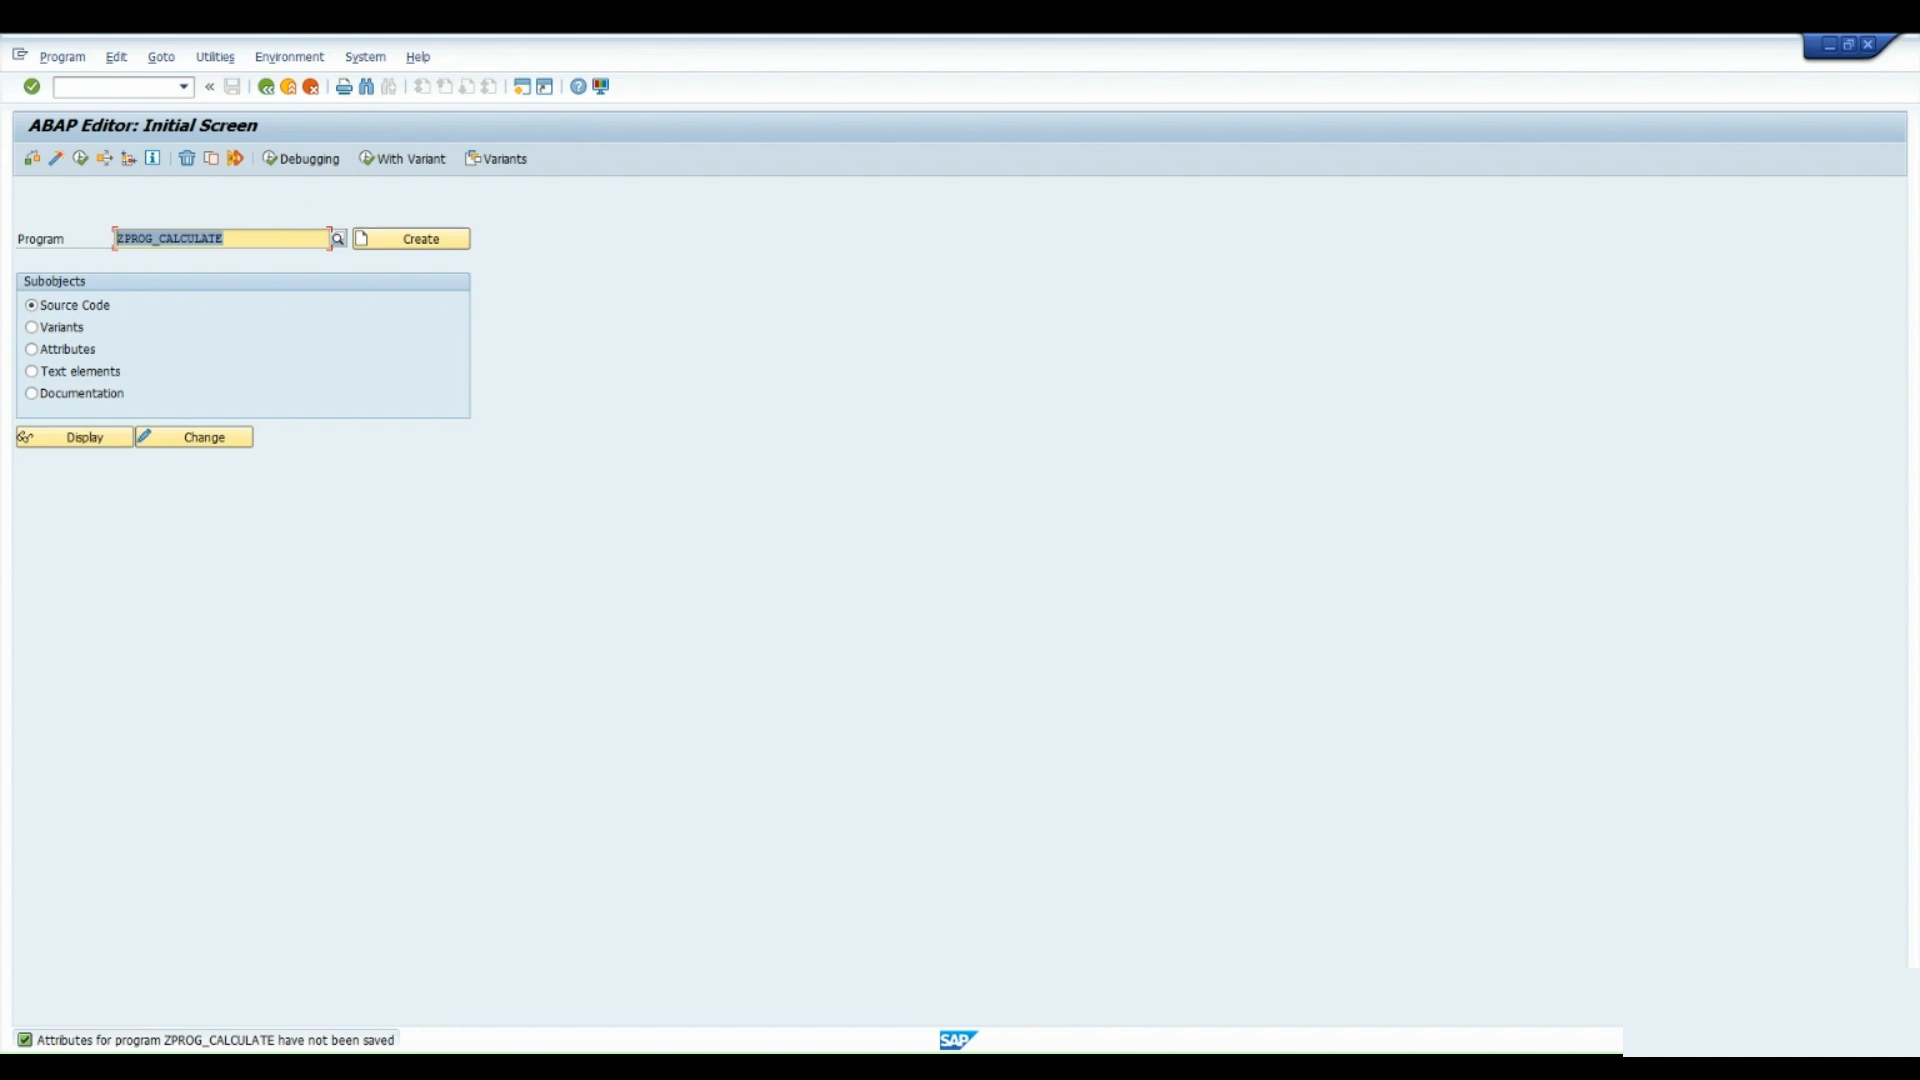 Program Edit Goto Utilities Environment System Help
ABAP Editor: Initial Screen
Debugging With Variant Variants
Program ZPROG_CALCULATE Create
Subobjects
Source Code
Variants
Attributes
Text elements
Documentation
Display Change
Attributes for program ZPROG_CALCULATE have not been saved
SAP